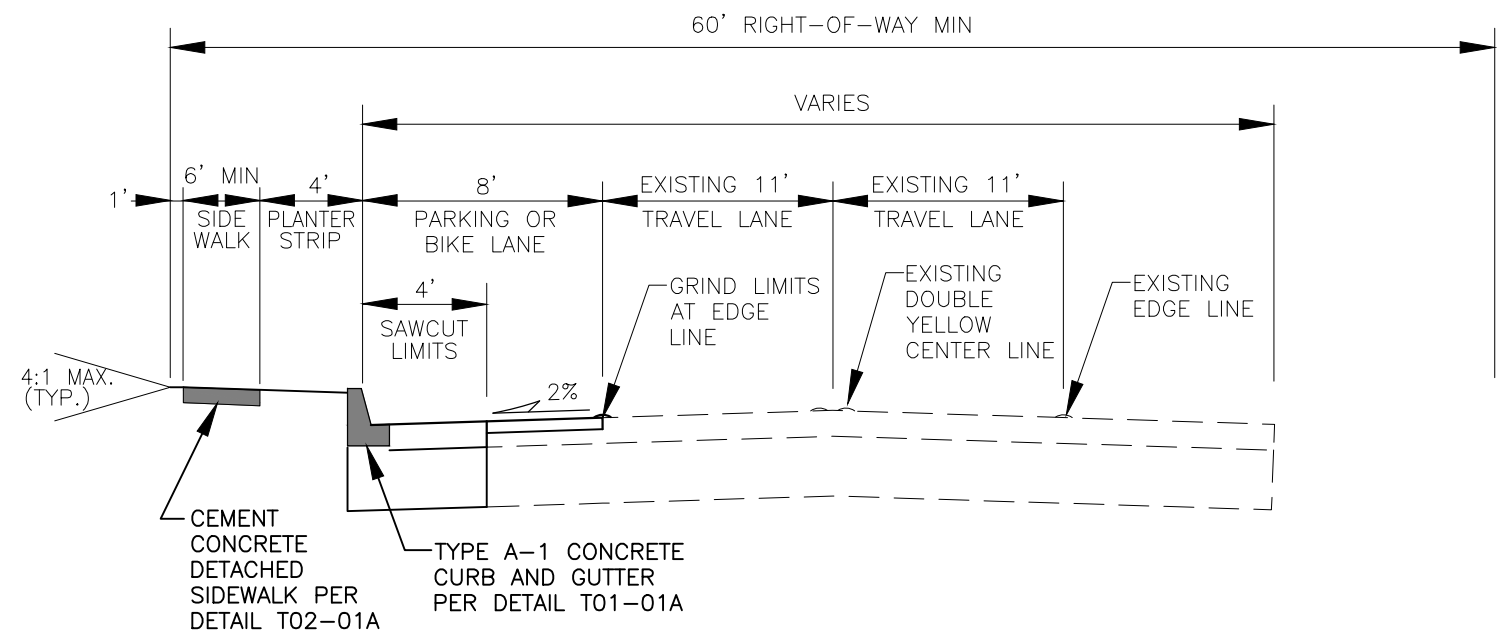 60' RIGHT-OF-WAY MIN
VARIES
1'
6' MIN
SIDE
WALK
4'
PLANTER
STRIP
8'
PARKING OR
BIKE LANE
EXISTING 11'
TRAVEL LANE
EXISTING 11'
TRAVEL LANE
4'
SAWCUT
LIMITS
GRIND LIMITS
AT EDGE
LINE
EXISTING
DOUBLE
YELLOW
CENTER LINE
EXISTING
EDGE LINE
4:1 MAX.
(TYP.)
2%
CEMENT
CONCRETE
DETACHED
SIDEWALK PER
DETAIL T02-01A
TYPE A-1 CONCRETE
CURB AND GUTTER
PER DETAIL T01-01A